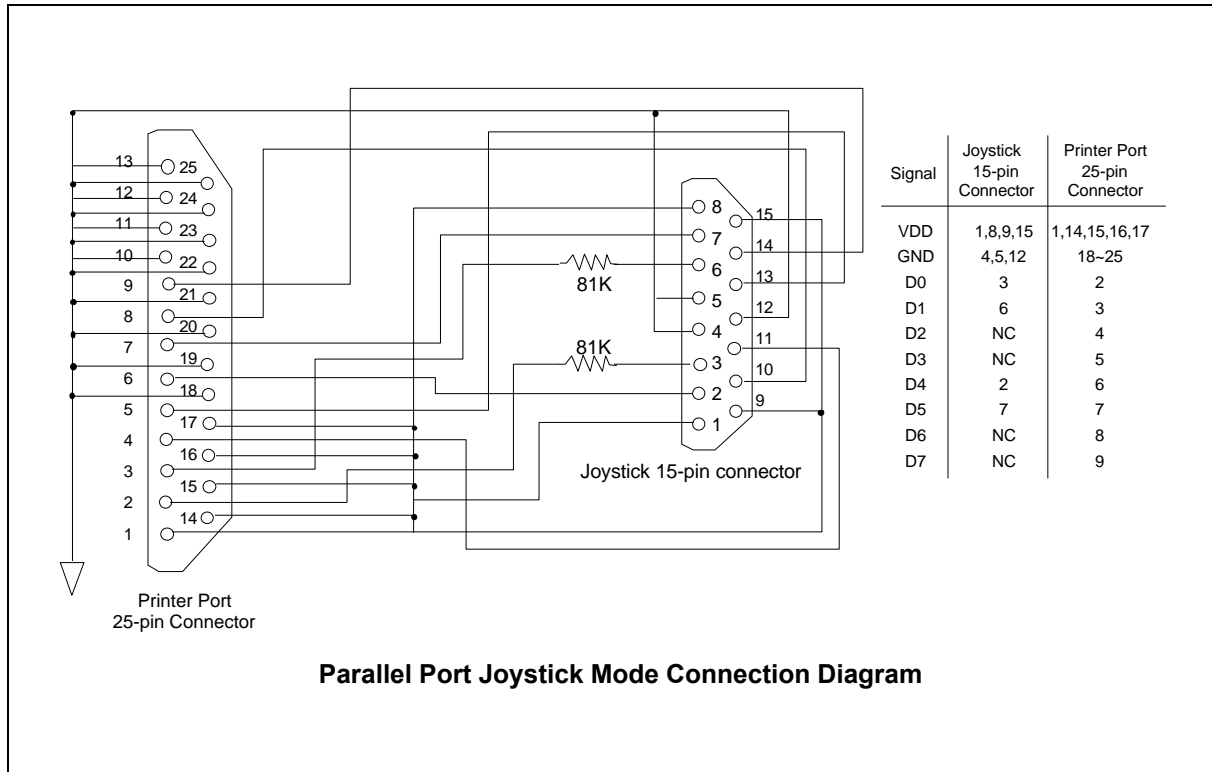 13
25
12
24
11
23
10
22
9
21
8
20
7
19
6
18
5
17
4
16
3
15
2
14
1
Printer Port
25-pin Connector
81K
81K
8
15
7
14
6
13
5
12
4
11
3
10
2
9
1
Joystick 15-pin connector
Signal Joystick 15-pin Connector Printer Port 25-pin Connector
VDD 1,8,9,15 1,14,15,16,17
GND 4,5,12 18~25
D0 3 2
D1 6 3
D2 NC 4
D3 NC 5
D4 2 6
D5 7 7
D6 NC 8
D7 NC 9
Parallel Port Joystick Mode Connection Diagram